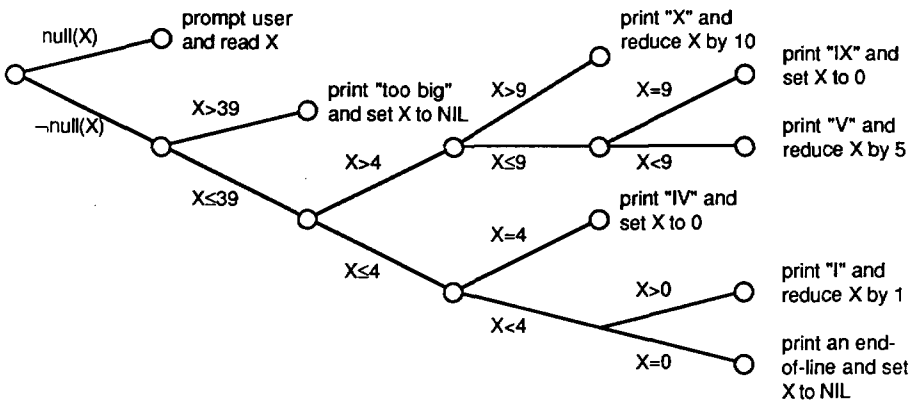 null(X)
prompt user
and read X
¬null(X)
X>39
print "too big"
and set X to NIL
X≤39
X>4
X>9
print "X" and
reduce X by 10
X≤9
X=9
print "IX" and
set X to 0
X<9
print "V" and
reduce X by 5
X≤4
X=4
print "IV" and
set X to 0
X<4
X>0
print "I" and
reduce X by 1
X=0
print an end-
of-line and set
X to NIL